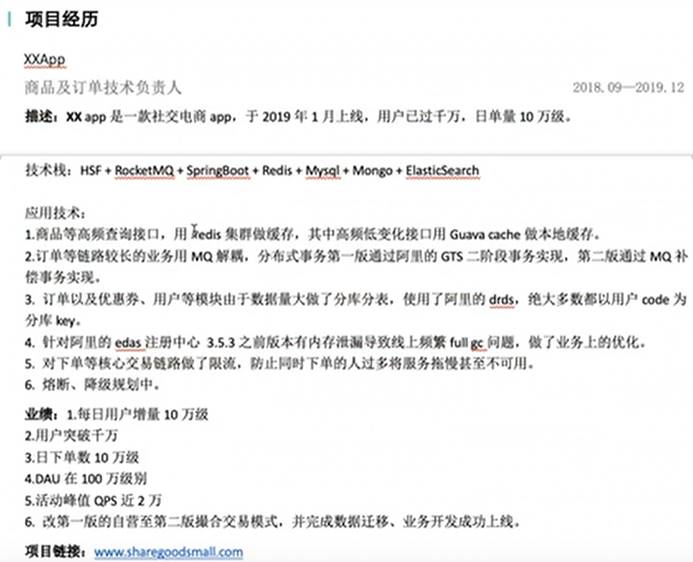 项目经历
XXApp
商品及订单技术负责人 2018.09—2019.12
描述：XX app 是一款社交电商 app，于 2019 年 1 月上线，用户已过千万，日单量 10 万级。
技术栈：HSF + RocketMQ + SpringBoot + Redis + Mysql + Mongo + ElasticSearch
应用技术：
1.商品等高频查询接口，用 Redis 集群做缓存，其中高频低变化接口用 Guava cache 做本地缓存。
2.订单等链路较长的业务用 MQ 解耦，分布式事务第一版通过阿里的 GTS 二阶段事务实现，第二版通过 MQ 补
偿事务实现。
3. 订单以及优惠券、用户等模块由于数据量大做了分库分表，使用了阿里的 drds，绝大多数都以用户 code 为
分库 key。
4. 针对阿里的 edas 注册中心 3.5.3 之前版本有内存泄漏导致线上频繁 full gc 问题，做了业务上的优化。
5. 对下单等核心交易链路做了限流，防止同时下单的人过多将服务拖慢甚至不可用。
6. 熔断、降级规划中。
业绩：1.每日用户增量 10 万级
2.用户突破千万
3.日下单数 10 万级
4.DAU 在 100 万级别
5.活动峰值 QPS 近 2 万
6. 改第一版的自营至第二版撮合交易模式，并完成数据迁移、业务开发成功上线。
项目链接：www.sharegoodsmall.com